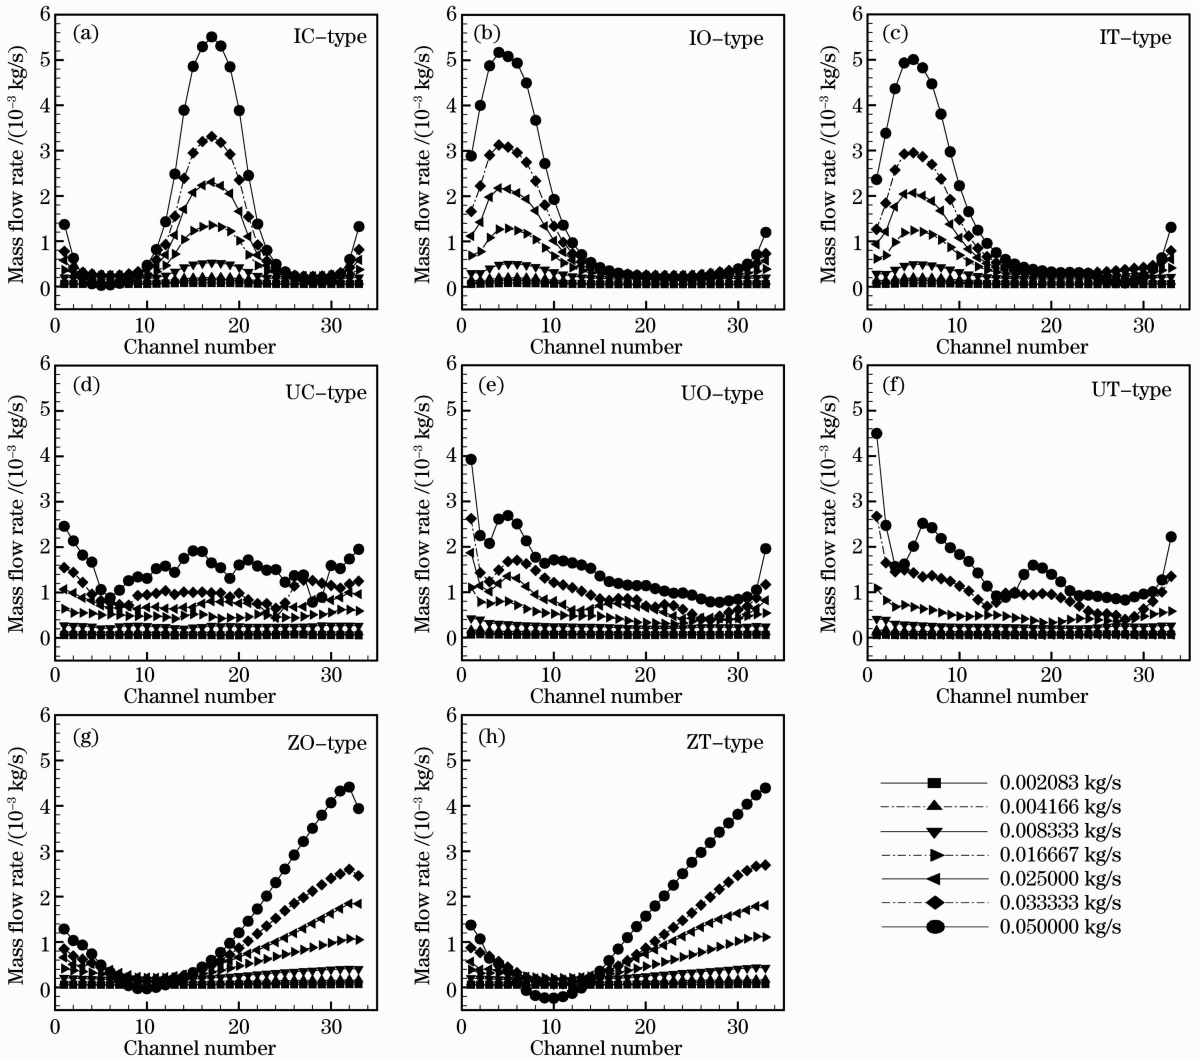 6
(a)
IC-type
5
4
3
2
1
0
Mass flow rate /(10⁻³ kg/s)
0 10 20 30
Channel number
6
(b)
IO-type
5
4
3
2
1
0
Mass flow rate /(10⁻³ kg/s)
0 10 20 30
Channel number
6
(c)
IT-type
5
4
3
2
1
0
Mass flow rate /(10⁻³ kg/s)
0 10 20 30
Channel number
6
(d)
UC-type
5
4
3
2
1
0
Mass flow rate /(10⁻³ kg/s)
0 10 20 30
Channel number
6
(e)
UO-type
5
4
3
2
1
0
Mass flow rate /(10⁻³ kg/s)
0 10 20 30
Channel number
6
(f)
UT-type
5
4
3
2
1
0
Mass flow rate /(10⁻³ kg/s)
0 10 20 30
Channel number
6
(g)
ZO-type
5
4
3
2
1
0
Mass flow rate /(10⁻³ kg/s)
0 10 20 30
Channel number
6
(h)
ZT-type
5
4
3
2
1
0
Mass flow rate /(10⁻³ kg/s)
0 10 20 30
Channel number
0.002083 kg/s
0.004166 kg/s
0.008333 kg/s
0.016667 kg/s
0.025000 kg/s
0.033333 kg/s
0.050000 kg/s